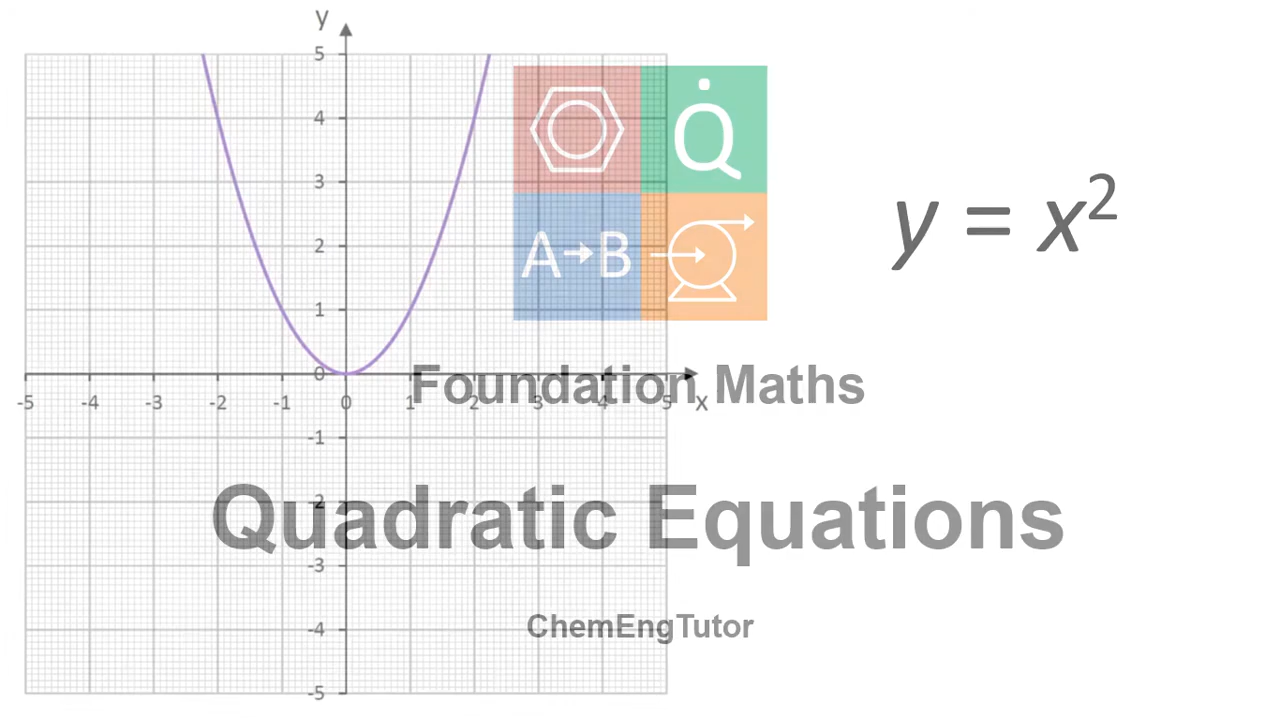 y
5
4
3
2
1
0
-5 -4 -3 -2 -1 0 1 2 3 4 5 x
-1
-2
-3
-4
-5
Q̇
A→B
y = x²
Foundation Maths
Quadratic Equations
ChemEngTutor